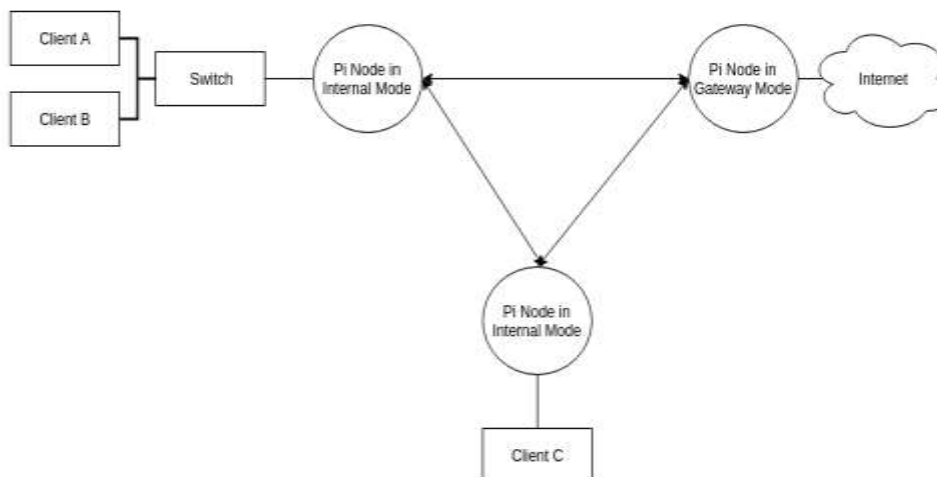 Client A
Client B
Switch
Pi Node in
Internal Mode
Pi Node in
Gateway Mode
Internet
Pi Node in
Internal Mode
Client C